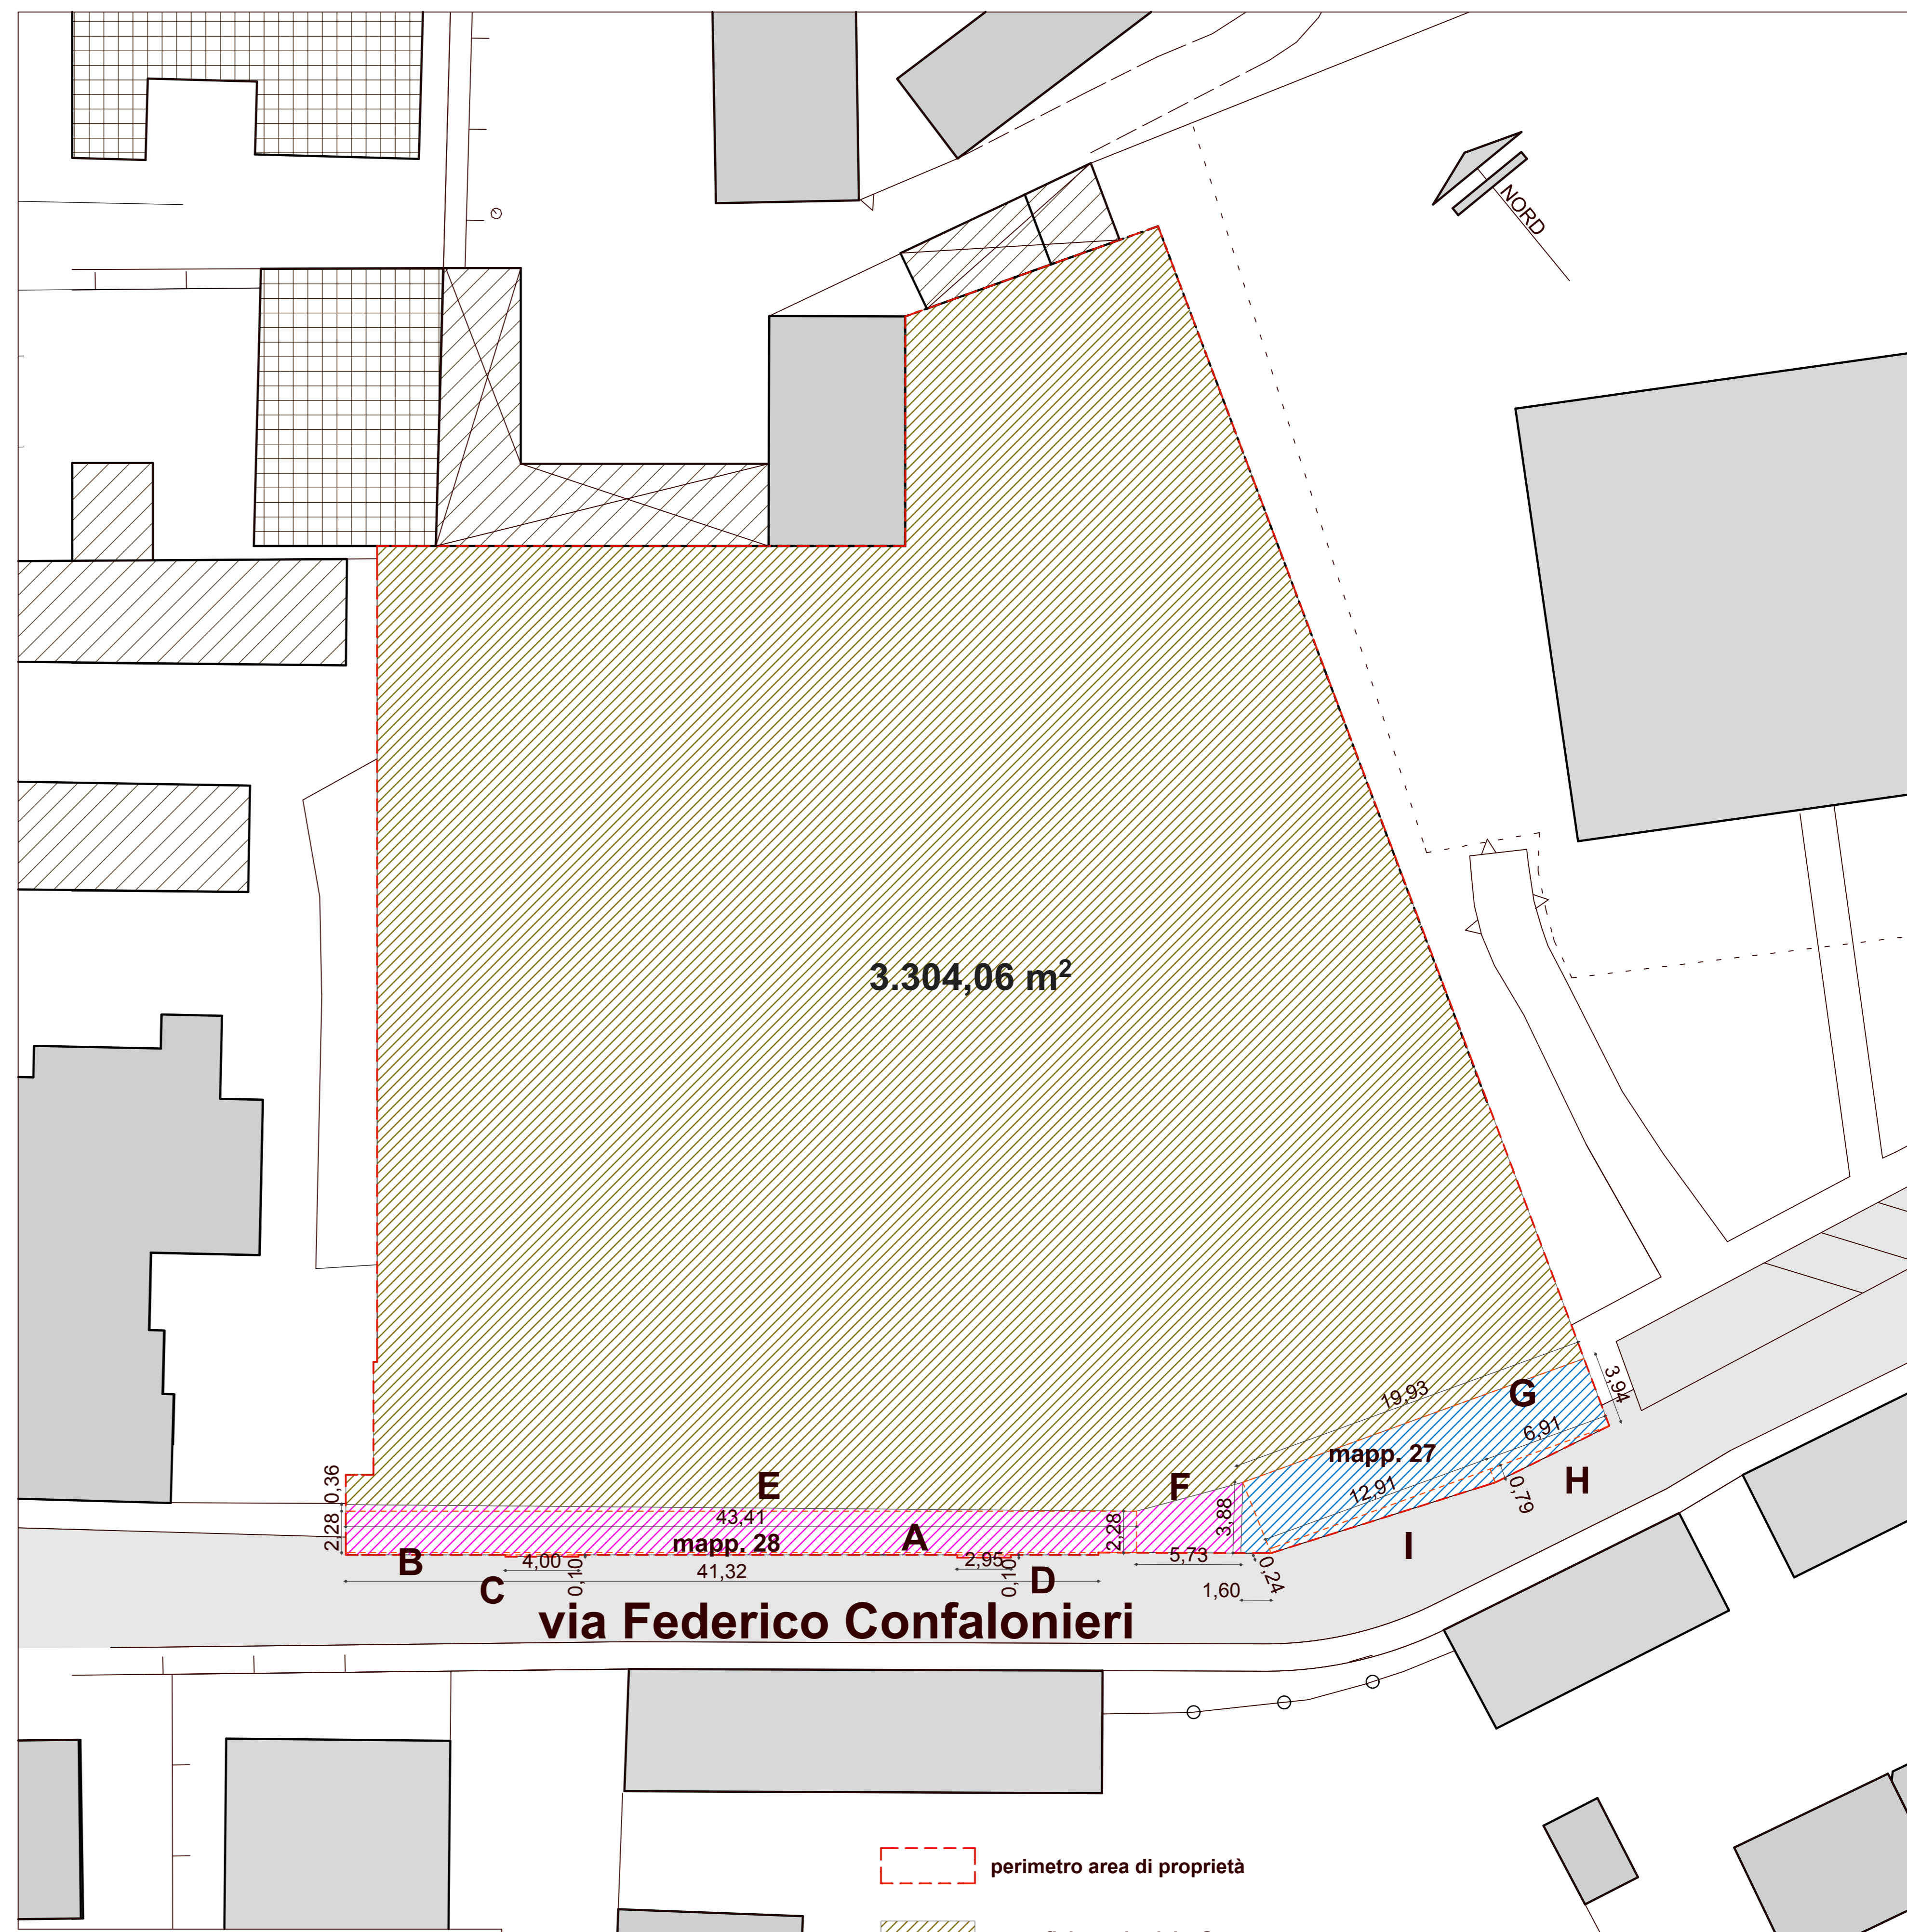 NORD
3.304,06 m²
3,94
G
19,93
6,91
mapp. 27
12,91
0,79
H
0,36
E
F
2,28
43,41
mapp. 28
A
2,28
3,88
I
B
4,00
0,10
2,95
0,10
5,73
0,24
C
41,32
D
1,60
via Federico Confalonieri
perimetro area di proprietà